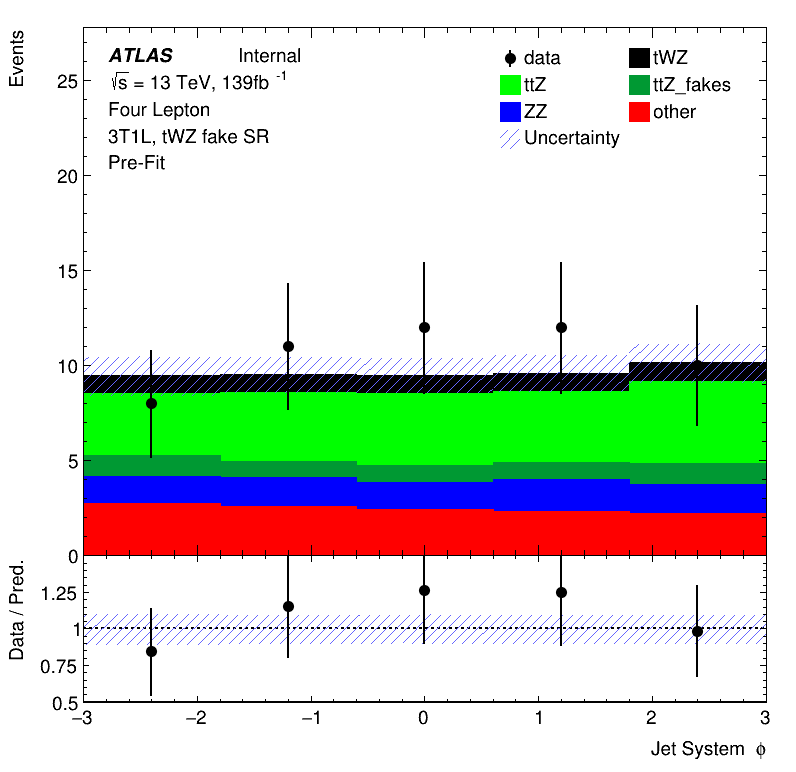 Events
25
20
15
10
5
0
ATLAS Internal
√s = 13 TeV, 139fb⁻¹
Four Lepton
3T1L, tWZ fake SR
Pre-Fit
data tWZ
ttZ ttZ_fakes
ZZ other
Uncertainty
Data / Pred.
1.25
1
0.75
0.5
−3 −2 −1 0 1 2 3
Jet System ϕ